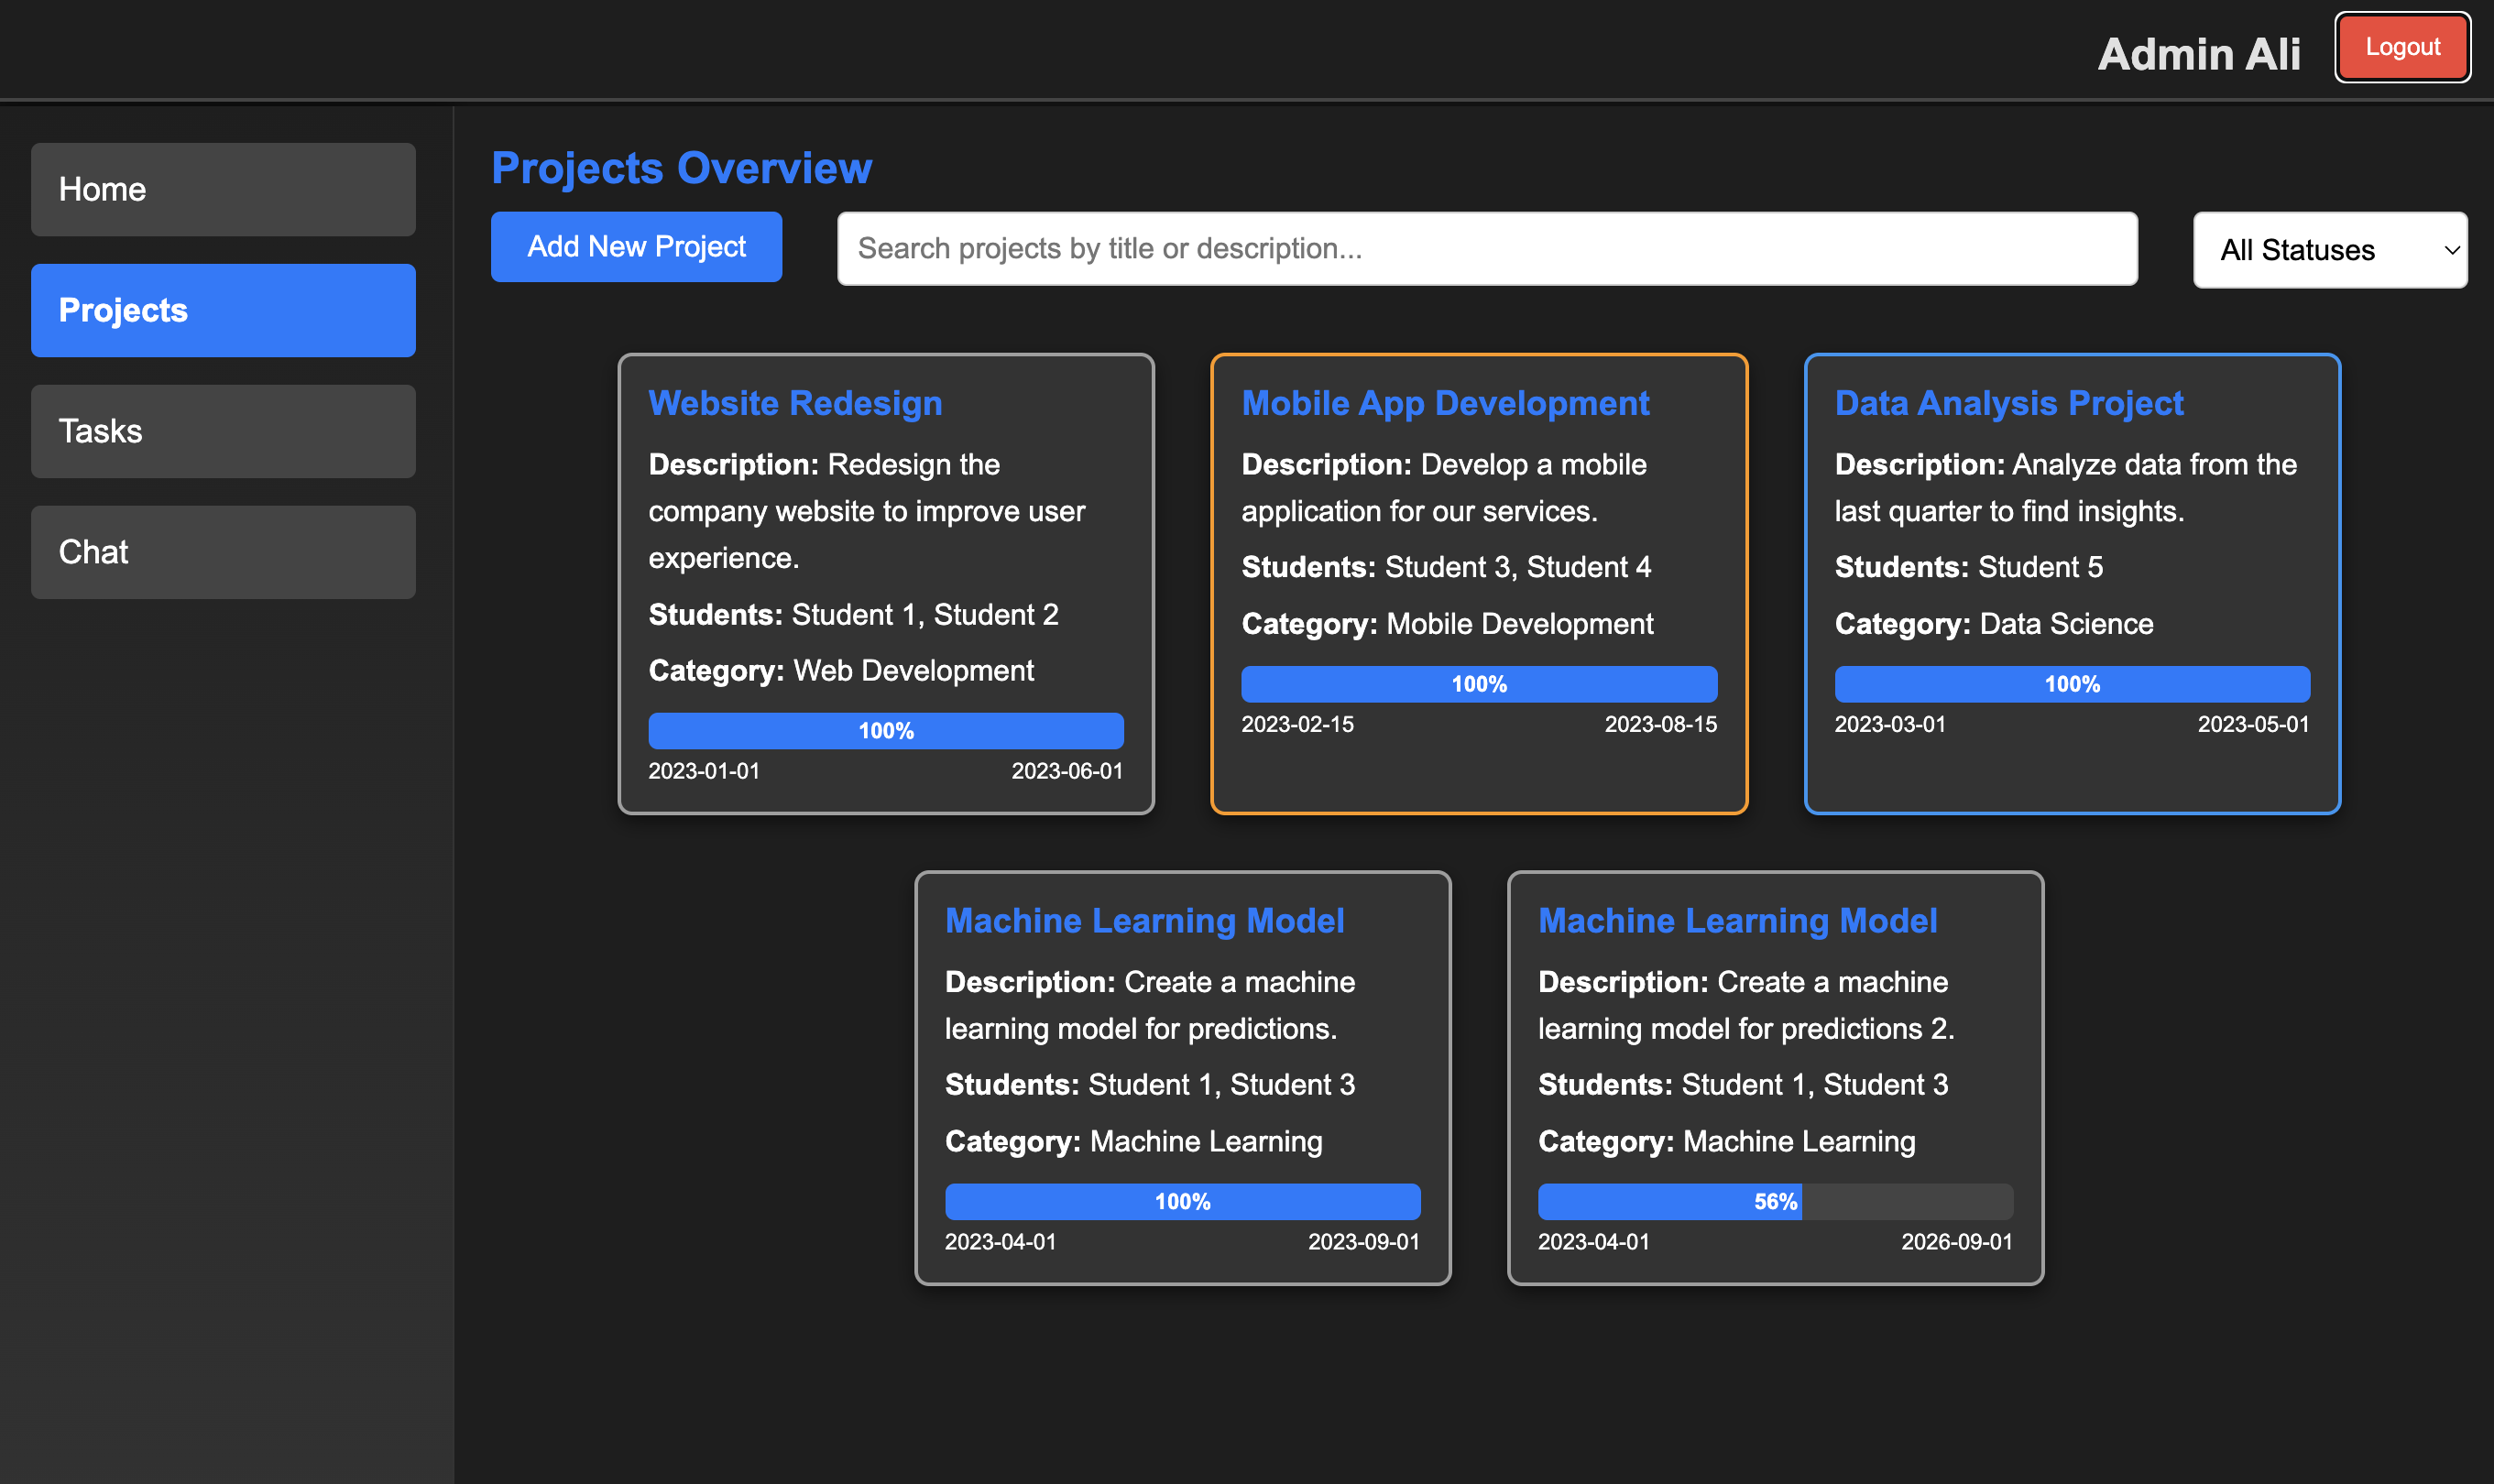 Admin Ali
Logout
Home
Projects
Tasks
Chat
Projects Overview
Add New Project
Search projects by title or description...
All Statuses
Website Redesign
Description: Redesign the
company website to improve user
experience.
Students: Student 1, Student 2
Category: Web Development
100%
2023-01-01 2023-06-01
Mobile App Development
Description: Develop a mobile
application for our services.
Students: Student 3, Student 4
Category: Mobile Development
100%
2023-02-15 2023-08-15
Data Analysis Project
Description: Analyze data from the
last quarter to find insights.
Students: Student 5
Category: Data Science
100%
2023-03-01 2023-05-01
Machine Learning Model
Description: Create a machine
learning model for predictions.
Students: Student 1, Student 3
Category: Machine Learning
100%
2023-04-01 2023-09-01
Machine Learning Model
Description: Create a machine
learning model for predictions 2.
Students: Student 1, Student 3
Category: Machine Learning
56%
2023-04-01 2026-09-01